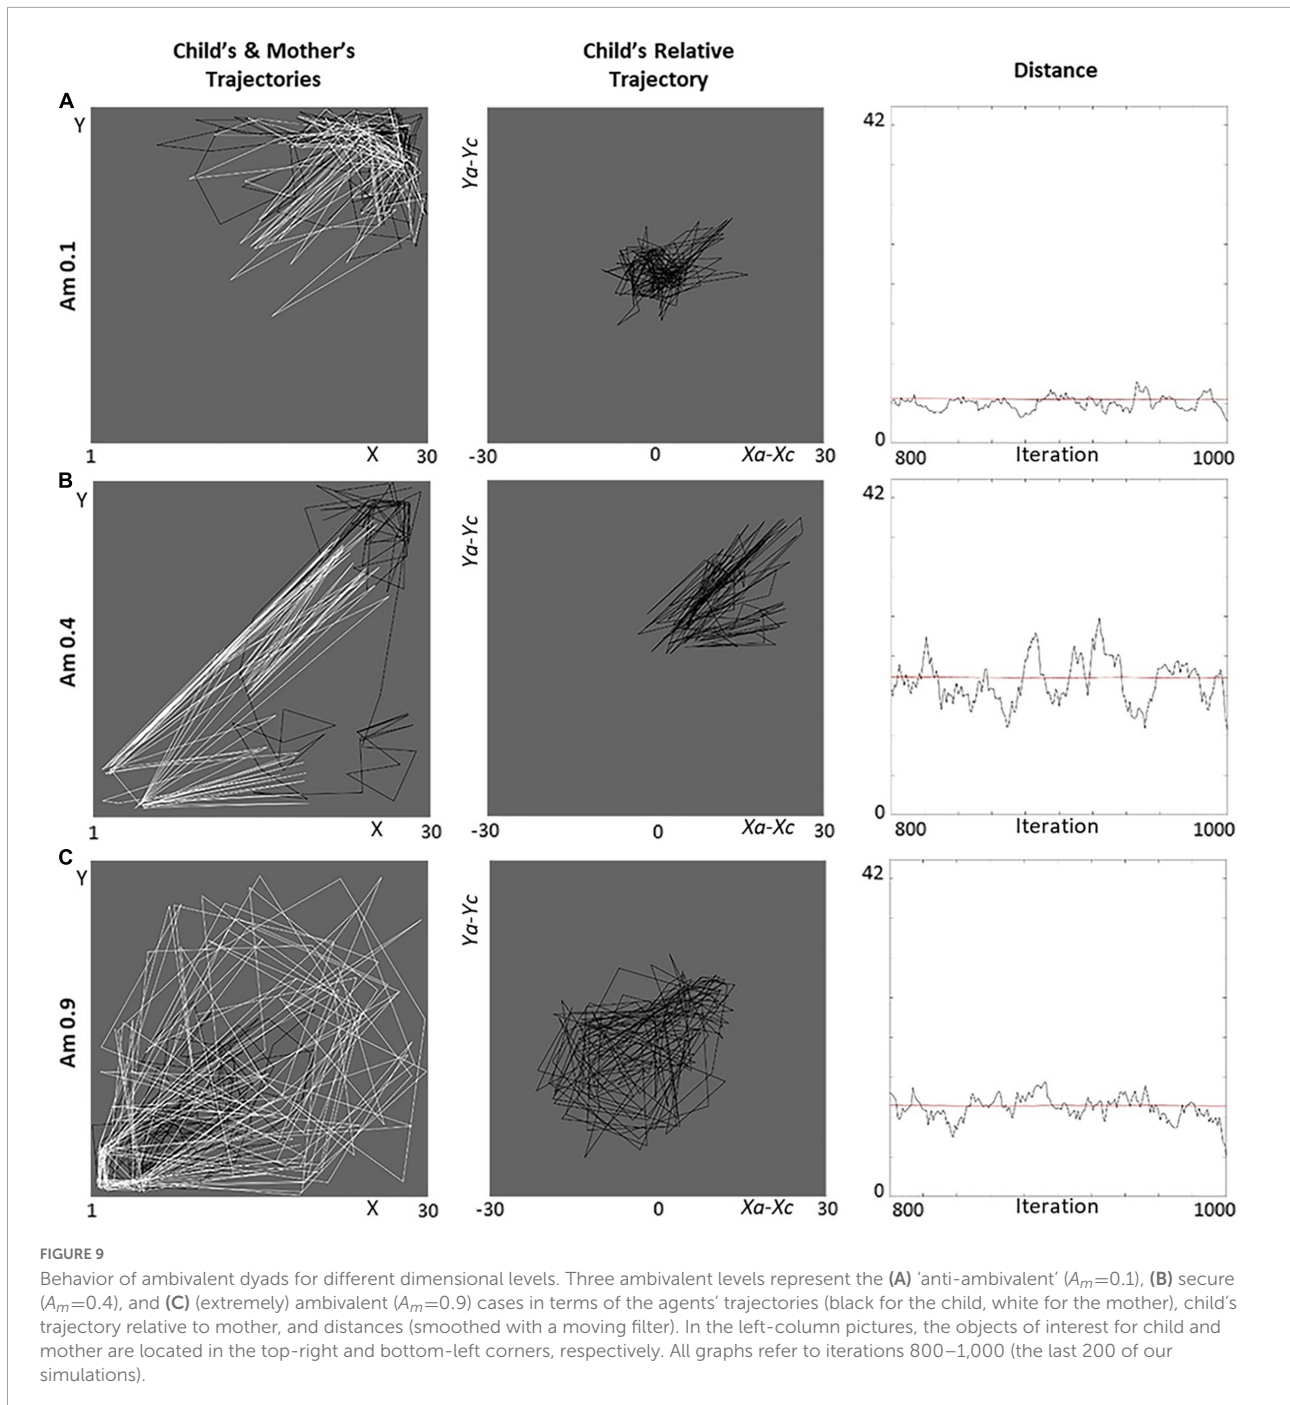 Child's & Mother's
Trajectories
Child's Relative
Trajectory
Distance
A
Y
Am 0.1
1
X
30
Ya-Yc
-30
0
Xa-Xc
30
42
0
800
Iteration
1000
B
Y
Am 0.4
1
X
30
Ya-Yc
-30
0
Xa-Xc
30
42
0
800
Iteration
1000
C
Y
Am 0.9
1
X
30
Ya-Yc
-30
0
Xa-Xc
30
42
0
800
Iteration
1000
FIGURE 9
Behavior of ambivalent dyads for different dimensional levels. Three ambivalent levels represent the (A) 'anti-ambivalent' (Am=0.1), (B) secure
(Am=0.4), and (C) (extremely) ambivalent (Am=0.9) cases in terms of the agents' trajectories (black for the child, white for the mother), child's
trajectory relative to mother, and distances (smoothed with a moving filter). In the left-column pictures, the objects of interest for child and
mother are located in the top-right and bottom-left corners, respectively. All graphs refer to iterations 800–1,000 (the last 200 of our
simulations).